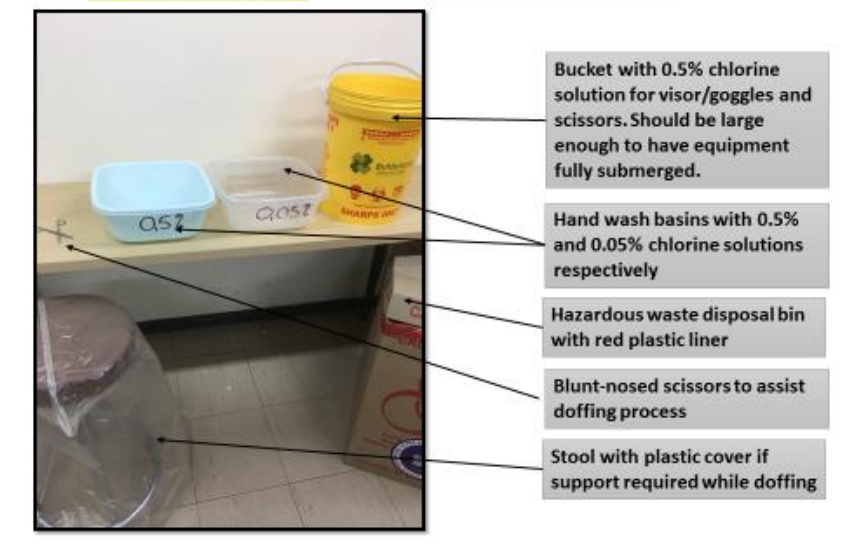 Bucket with 0.5% chlorine
solution for visor/goggles and
scissors. Should be large
enough to have equipment
fully submerged.
0,5%
0,05%
SHARPS
Hand wash basins with 0.5%
and 0.05% chlorine solutions
respectively
Hazardous waste disposal bin
with red plastic liner
Blunt-nosed scissors to assist
doffing process
Stool with plastic cover if
support required while doffing